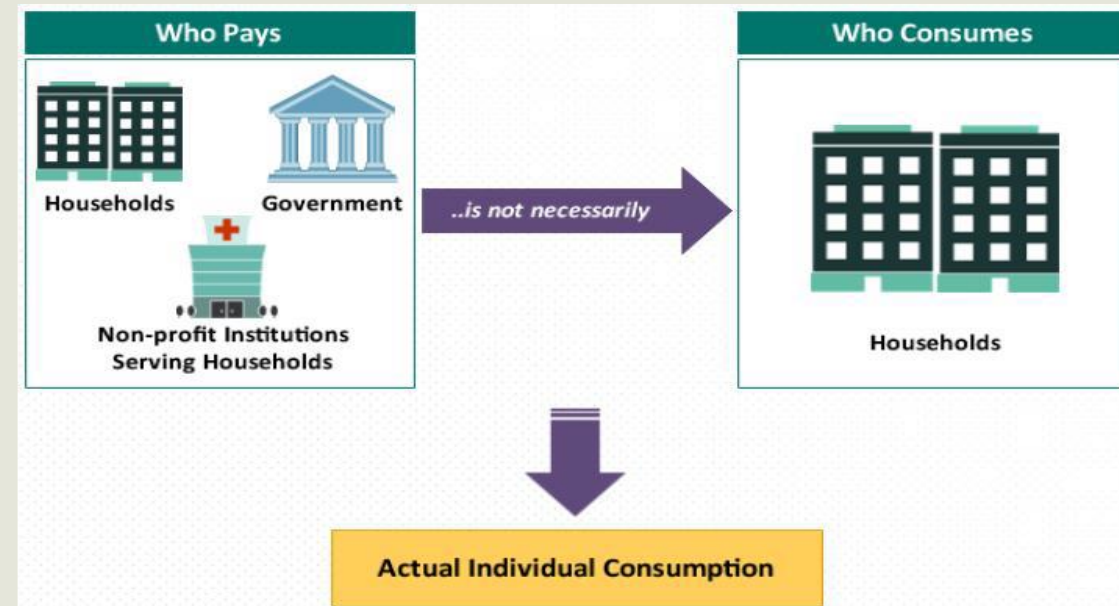 Who Pays
Who Consumes
Households
Government
..is not necessarily
Non-profit Institutions
Serving Households
Households
Actual Individual Consumption